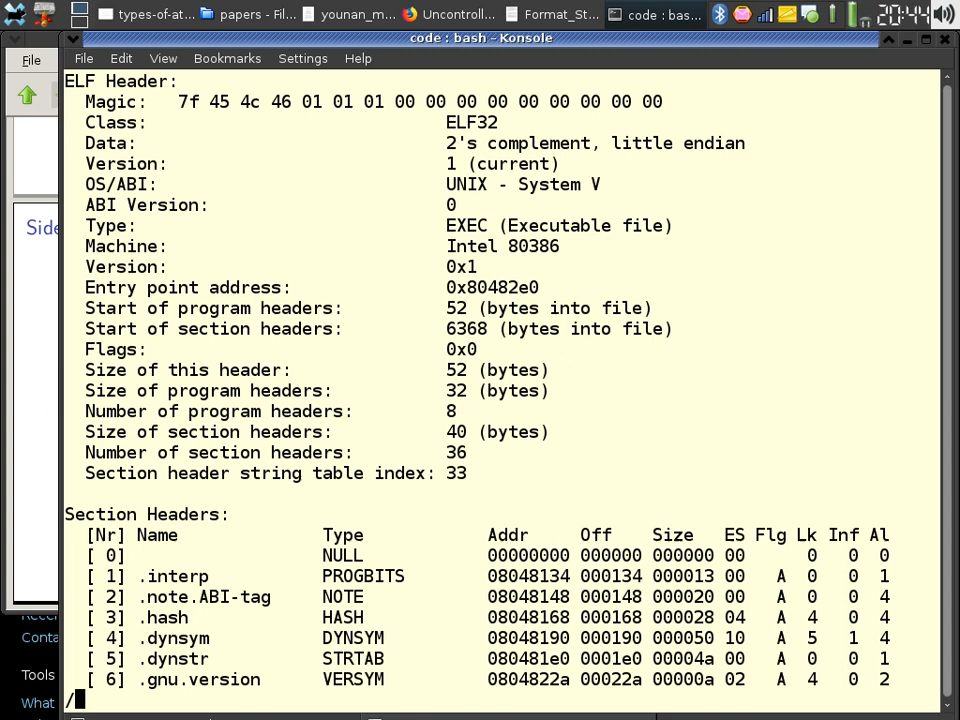 types-of-at... papers - Fil... younan_m... Uncontroll... Format_St... code : bas... 20:44
code : bash - Konsole
File
File Edit View Bookmarks Settings Help
ELF Header:
Magic: 7f 45 4c 46 01 01 01 00 00 00 00 00 00 00 00 00
Class: ELF32
Data: 2's complement, little endian
Version: 1 (current)
OS/ABI: UNIX - System V
ABI Version: 0
Type: EXEC (Executable file)
Machine: Intel 80386
Version: 0x1
Entry point address: 0x80482e0
Start of program headers: 52 (bytes into file)
Start of section headers: 6368 (bytes into file)
Flags: 0x0
Size of this header: 52 (bytes)
Size of program headers: 32 (bytes)
Number of program headers: 8
Size of section headers: 40 (bytes)
Number of section headers: 36
Section header string table index: 33
Section Headers:
[Nr] Name Type Addr Off Size ES Flg Lk Inf Al
[ 0] NULL 00000000 000000 000000 00 0 0 0
[ 1] .interp PROGBITS 08048134 000134 000013 00 A 0 0 1
[ 2] .note.ABI-tag NOTE 08048148 000148 000020 00 A 0 0 4
[ 3] .hash HASH 08048168 000168 000028 04 A 4 0 4
[ 4] .dynsym DYNSYM 08048190 000190 000050 10 A 5 1 4
[ 5] .dynstr STRTAB 080481e0 0001e0 00004a 00 A 0 0 1
[ 6] .gnu.version VERSYM 0804822a 00022a 00000a 02 A 4 0 2
/
Side
Conta
Tools
What